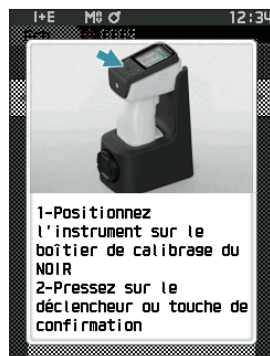 I+E M 12:34
1-Positionnez
l'instrument sur le
boîtier de calibrage du
NOIR
2-Pressez sur le
déclencheur ou touche de
confirmation